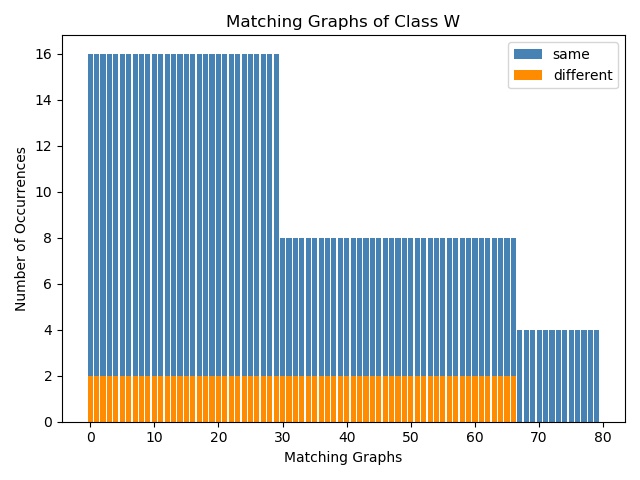 Matching Graphs of Class W
same
different
Number of Occurrences
16
14
12
10
8
6
4
2
0
0 10 20 30 40 50 60 70 80
Matching Graphs